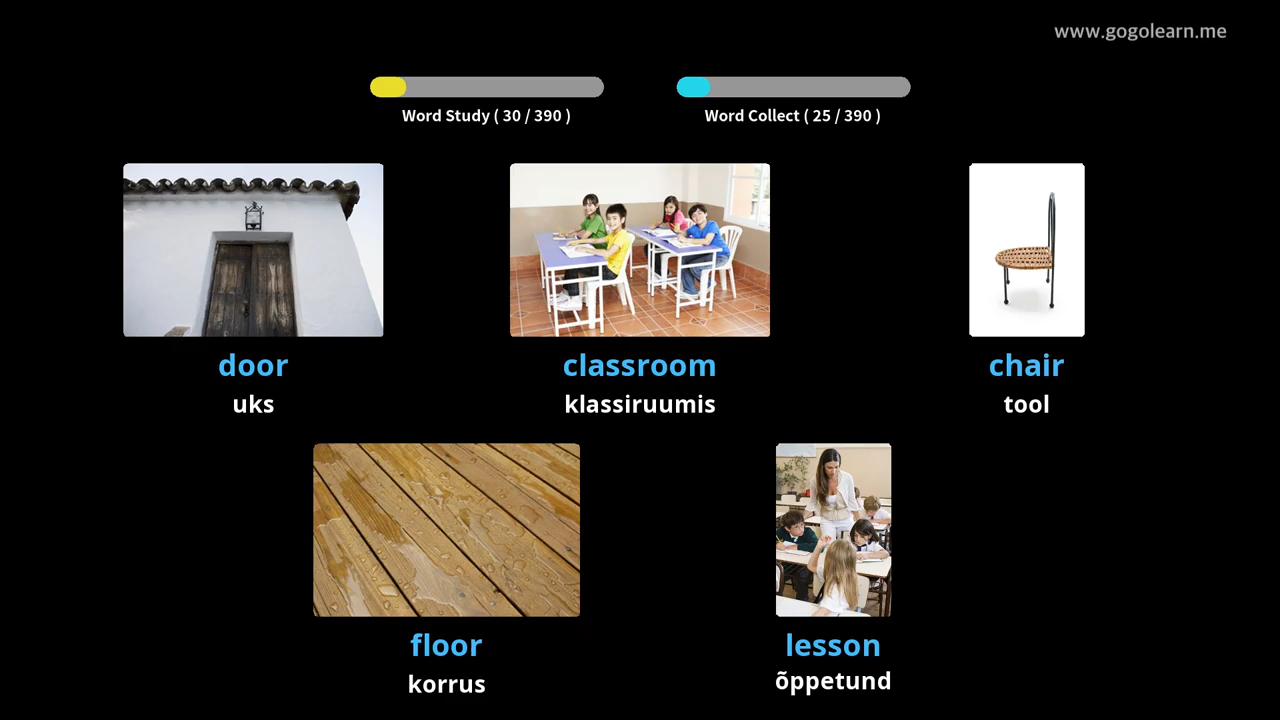 www.gogolearn.me
Word Study ( 30 / 390 )
Word Collect ( 25 / 390 )
door
classroom
chair
uks
klassiruumis
tool
floor
lesson
korrus
õppetund